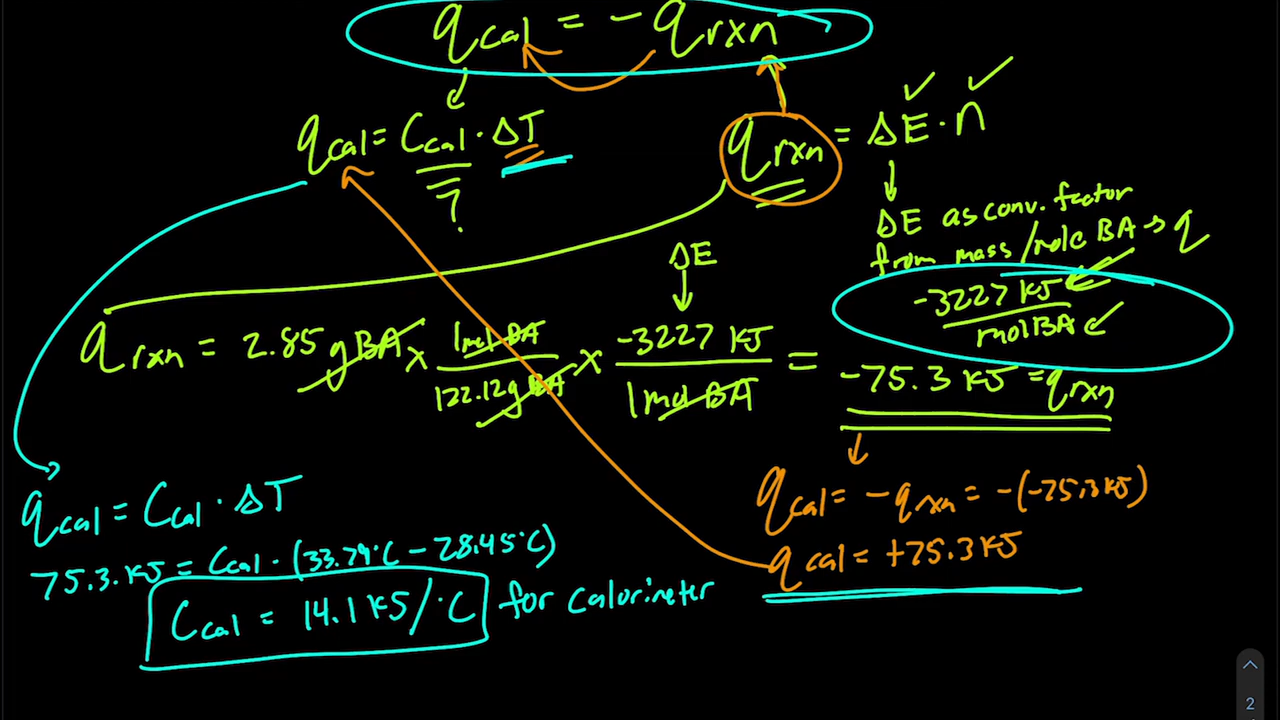 qcal = - qrxn
qcal = Ccal · ΔT
?
qrxn = ΔE · n
ΔE as conv. factor
from mass/mole BA → q
-3227 KJ
mol BA
ΔE
qrxn = 2.85 g BA x 1 mol BA / 122.12 g BA x -3227 KJ / 1 mol BA = -75.3 KJ = qrxn
qcal = - qrxn = -(-75.3 KJ)
qcal = +75.3 KJ
qcal = Ccal · ΔT
75.3. KJ = Ccal · (33.79°C - 28.45°C)
Ccal = 14.1 KJ/°C for calorimeter
2